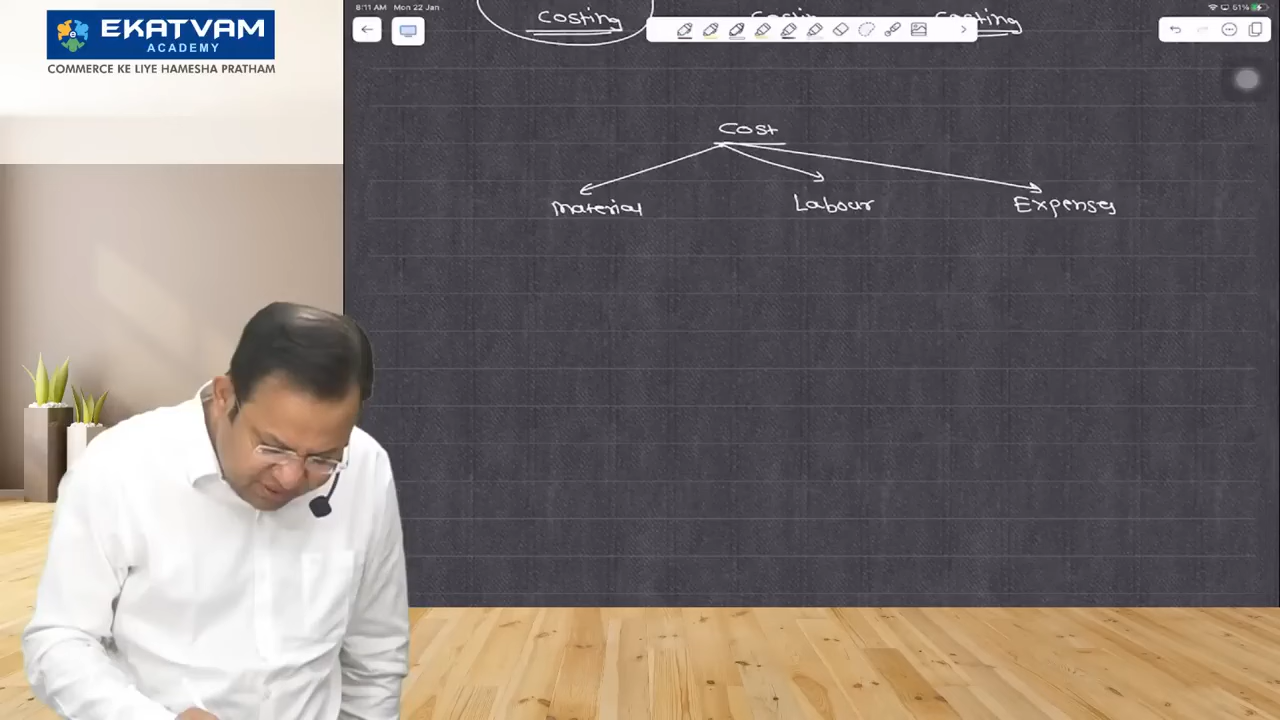 EKATVAM
ACADEMY
COMMERCE KE LIYE HAMESHA PRATHAM
8:11 AM Mon 22 Jan
51%
Costing
Costing
Cost
Material
Labour
Expenses